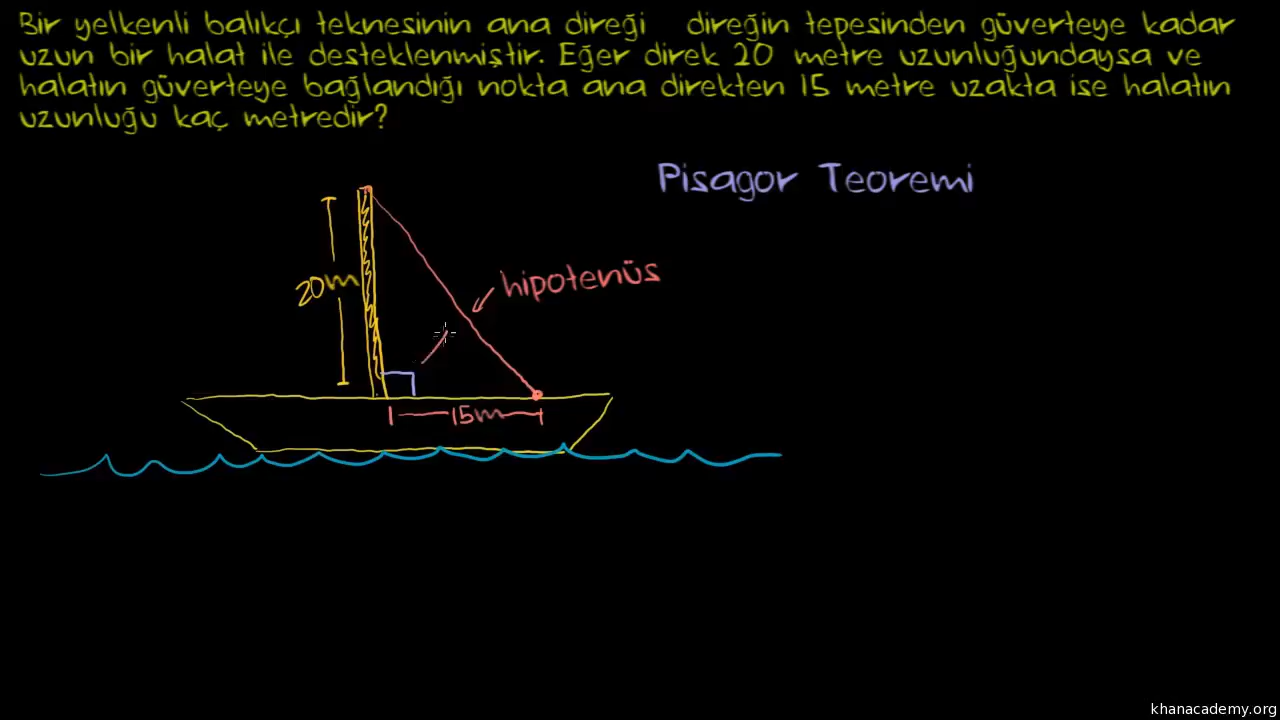 Bir yelkenli balıkçı teknesinin ana direği direğin tepesinden güverteye kadar
uzun bir halat ile desteklenmiştir. Eğer direk 20 metre uzunluğundaysa ve
halatın güverteye bağlandığı nokta ana direkten 15 metre uzakta ise halatın
uzunluğu kaç metredir?
Pisagor Teoremi
hipotenüs
20m
15m
khanacademy.org